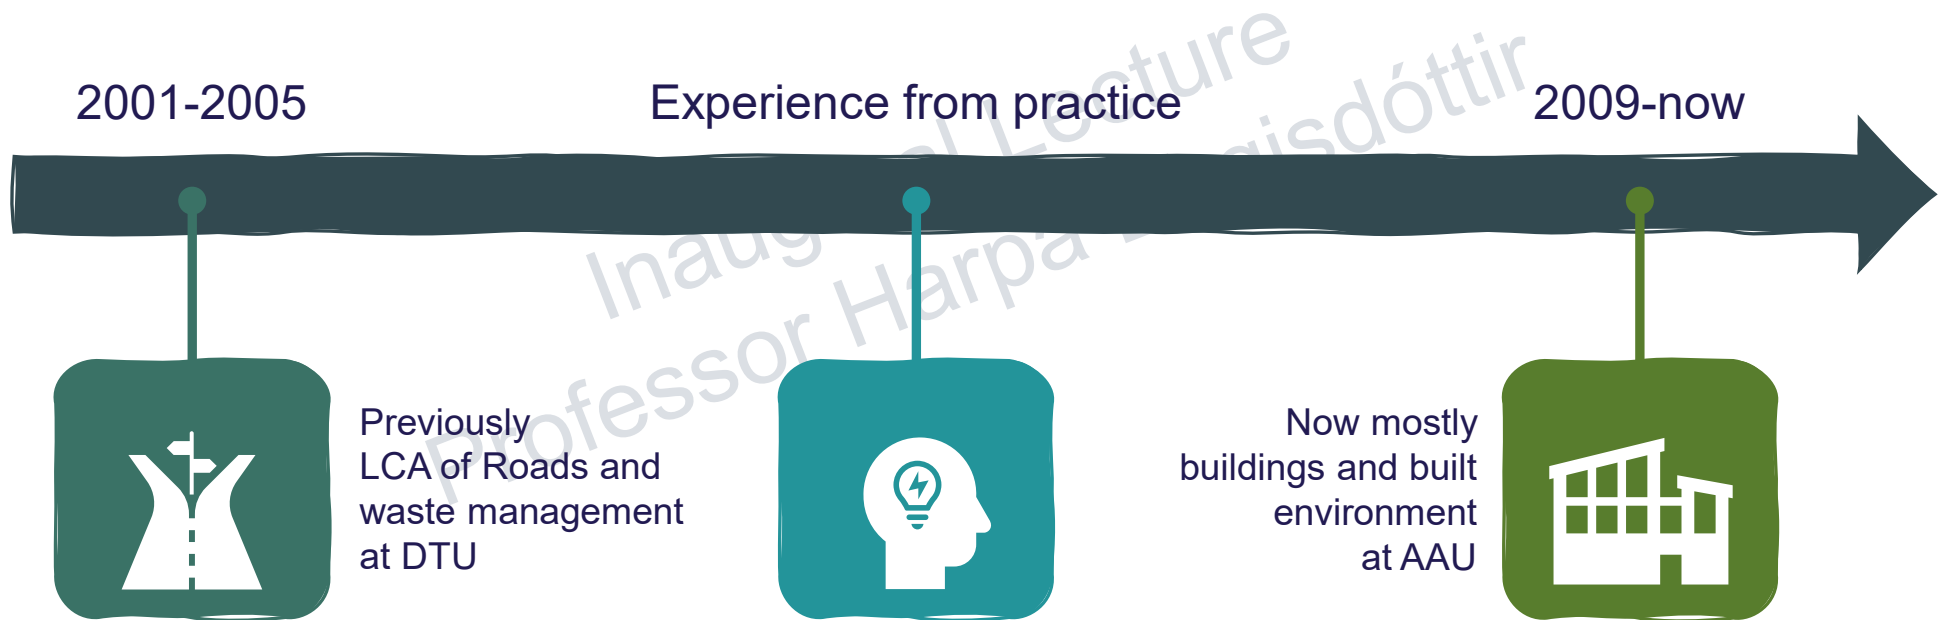 2001-2005
Experience from practice
2009-now
Inaugural Lecture
Professor Harpa
Previously
LCA of Roads and
waste management
at DTU
Now mostly
buildings and built
environment
at AAU